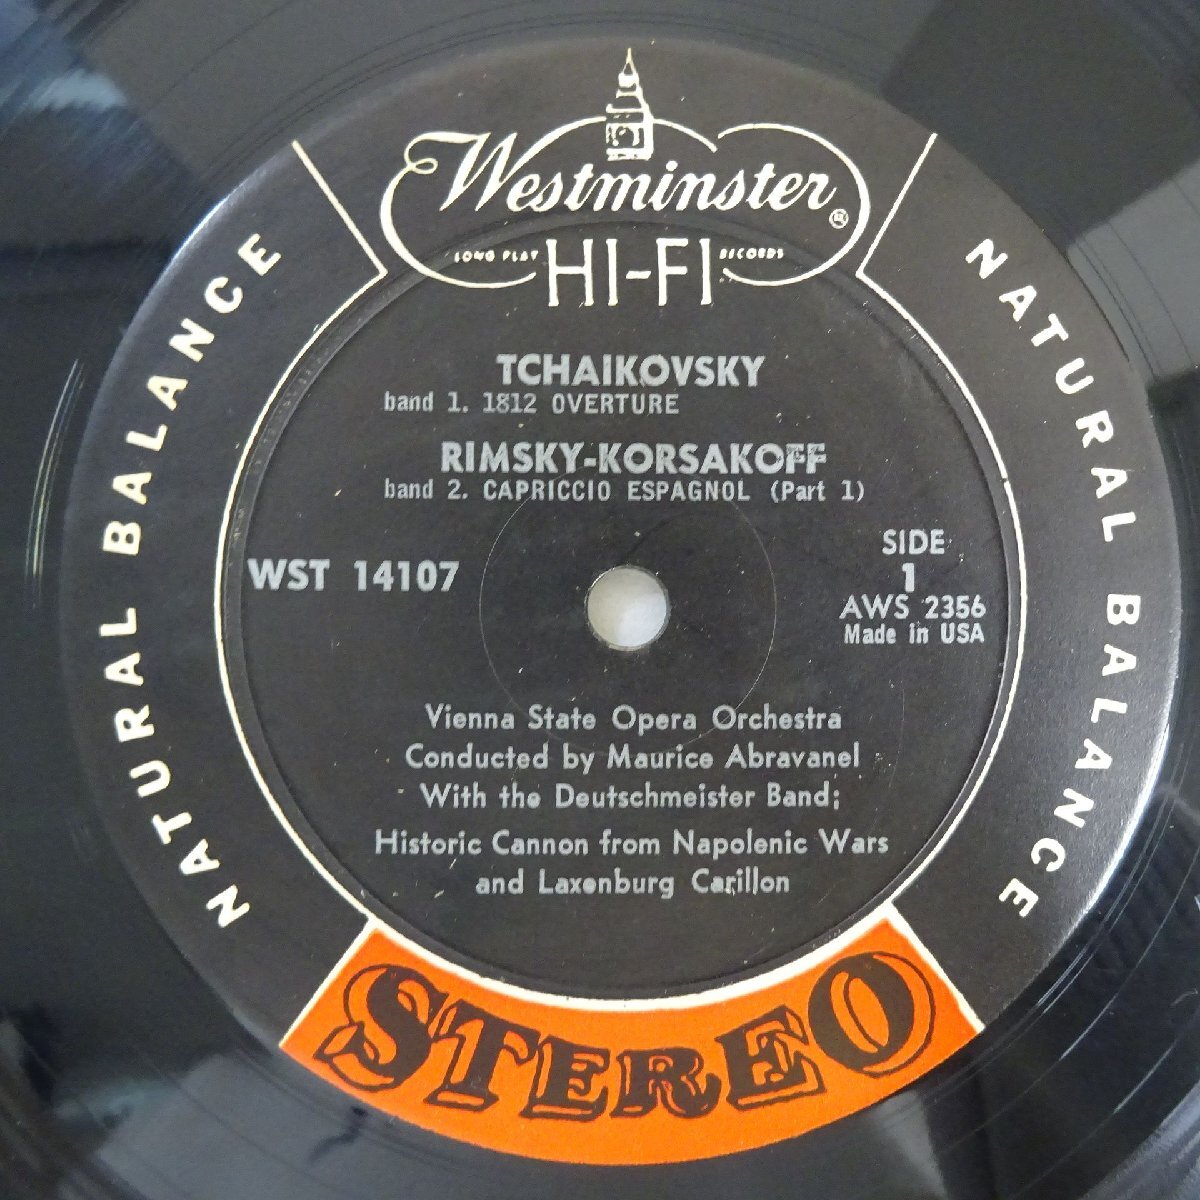 Westminster ®
LONG PLAY HI-FI RECORDS
NATURAL BALANCE
NATURAL BALANCE
TCHAIKOVSKY
band 1. 1812 OVERTURE
RIMSKY-KORSAKOFF
band 2. CAPRICCIO ESPAGNOL (Part 1)
WST 14107
SIDE
1
AWS 2356
Made in USA
Vienna State Opera Orchestra
Conducted by Maurice Abravanel
With the Deutschmeister Band;
Historic Cannon from Napolenic Wars
and Laxenburg Carillon
STEREO